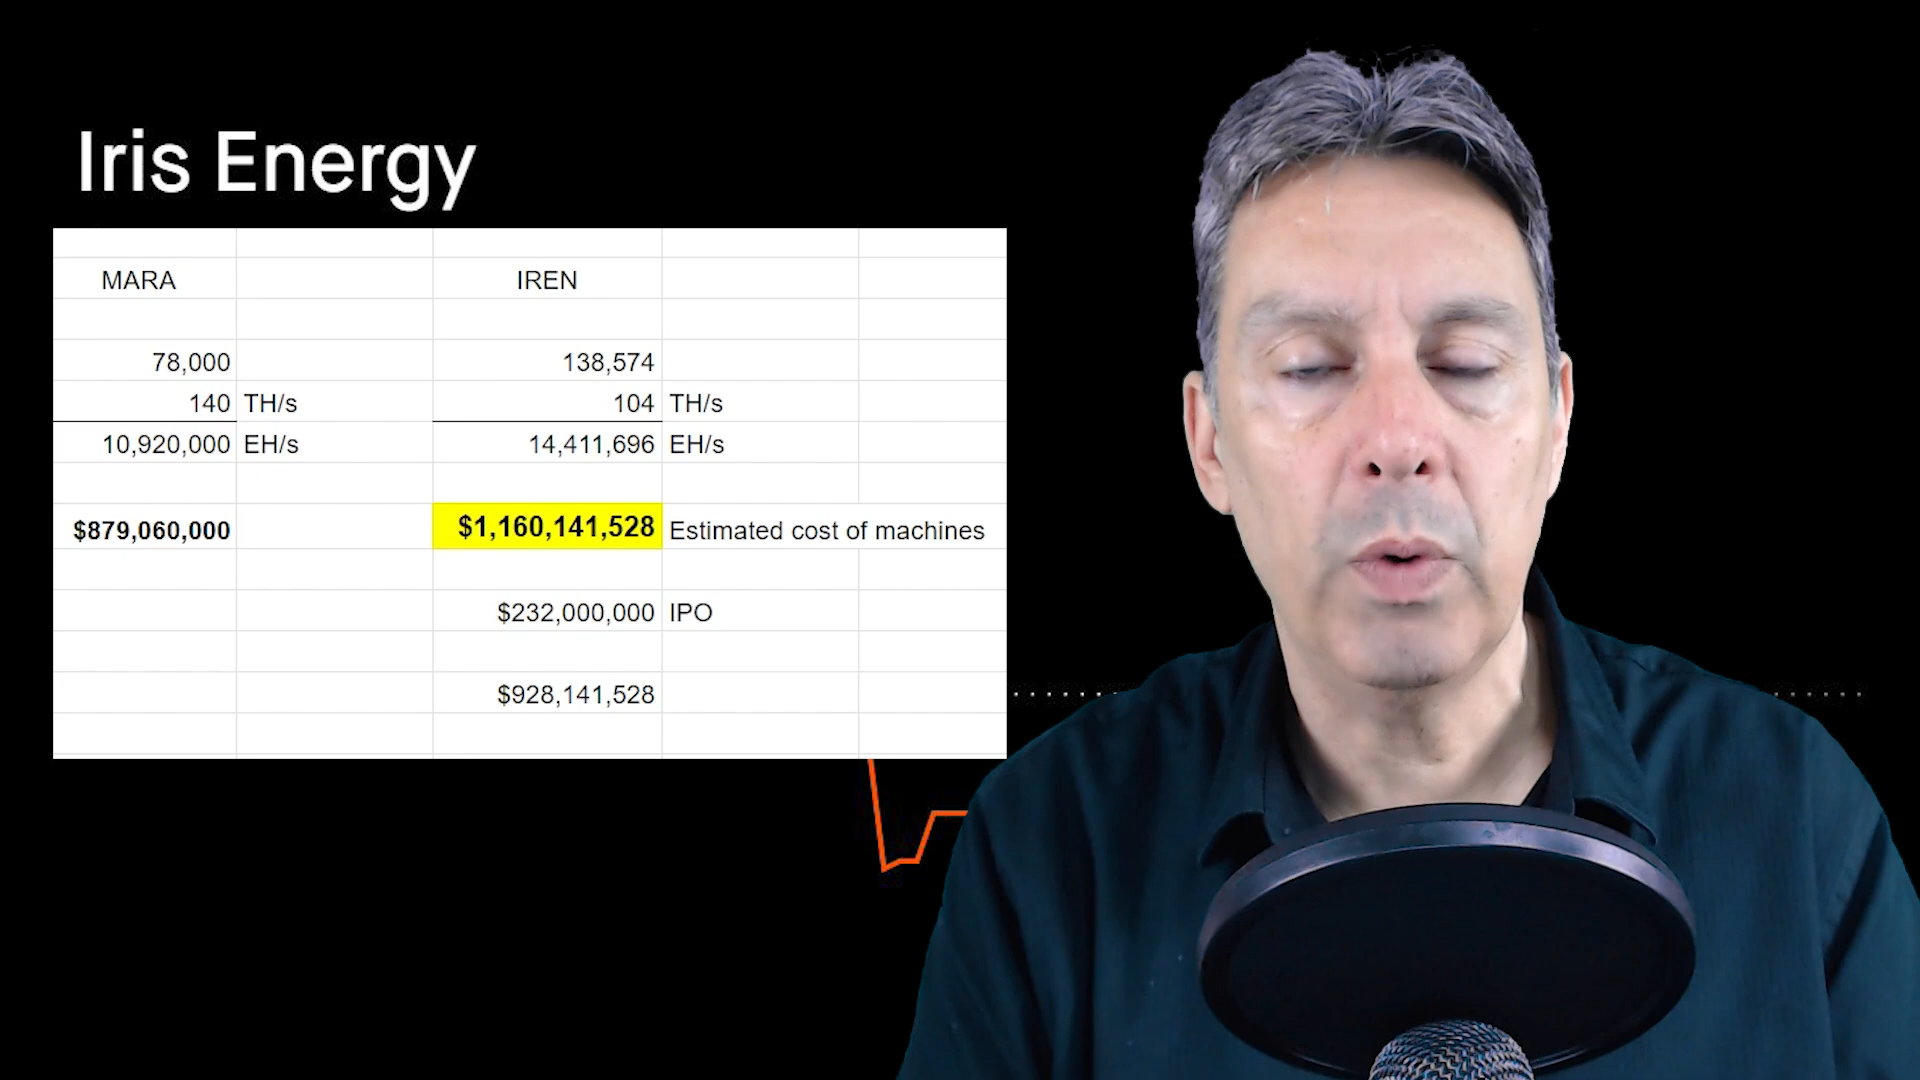 Iris Energy
MARA IREN
78,000 138,574
140 TH/s 104 TH/s
10,920,000 EH/s 14,411,696 EH/s
$879,060,000 $1,160,141,528 Estimated cost of machines
$232,000,000 IPO
$928,141,528